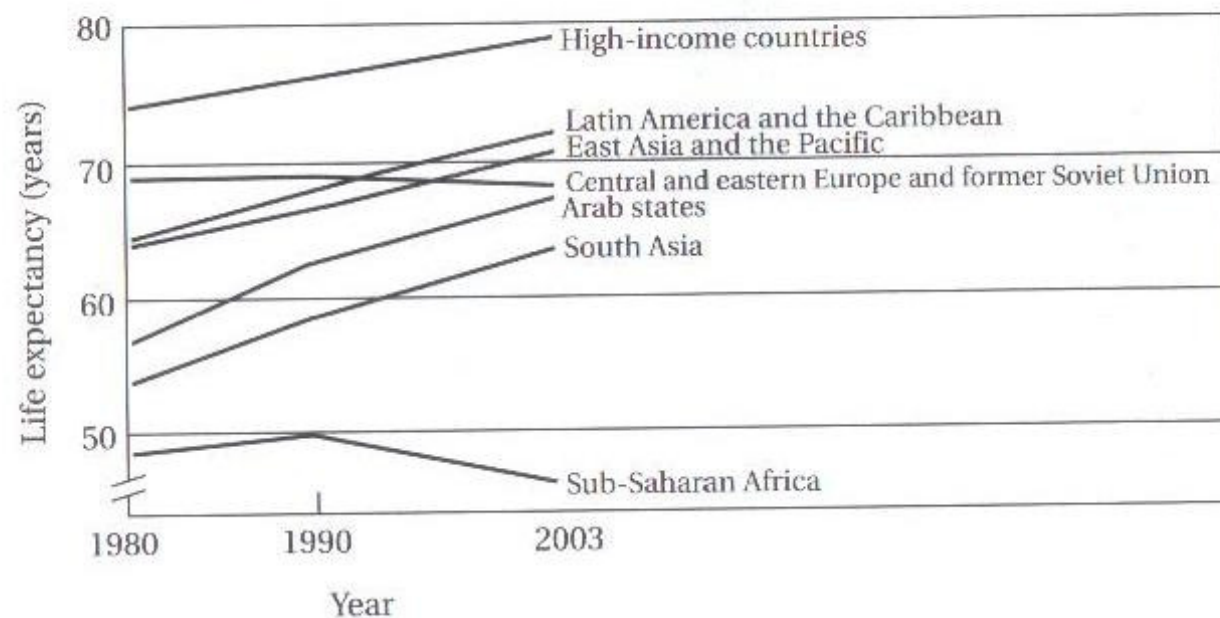 80
High-income countries
Latin America and the Caribbean
East Asia and the Pacific
70
Central and eastern Europe and former Soviet Union
Arab states
South Asia
60
50
Sub-Saharan Africa
1980 1990 2003
Year
Life expectancy (years)